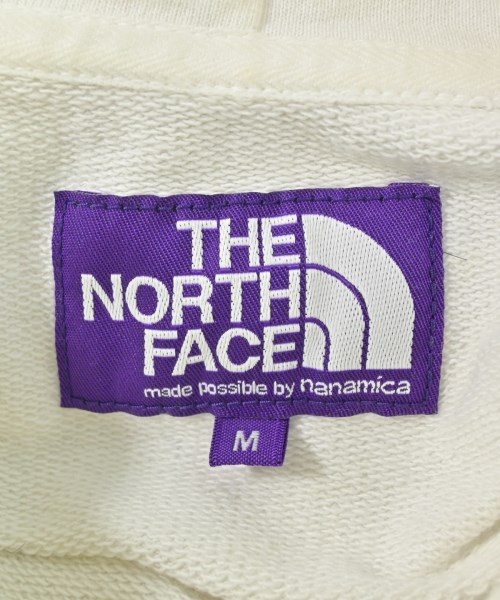 THE
NORTH
FACE
made possible by nanamica
M